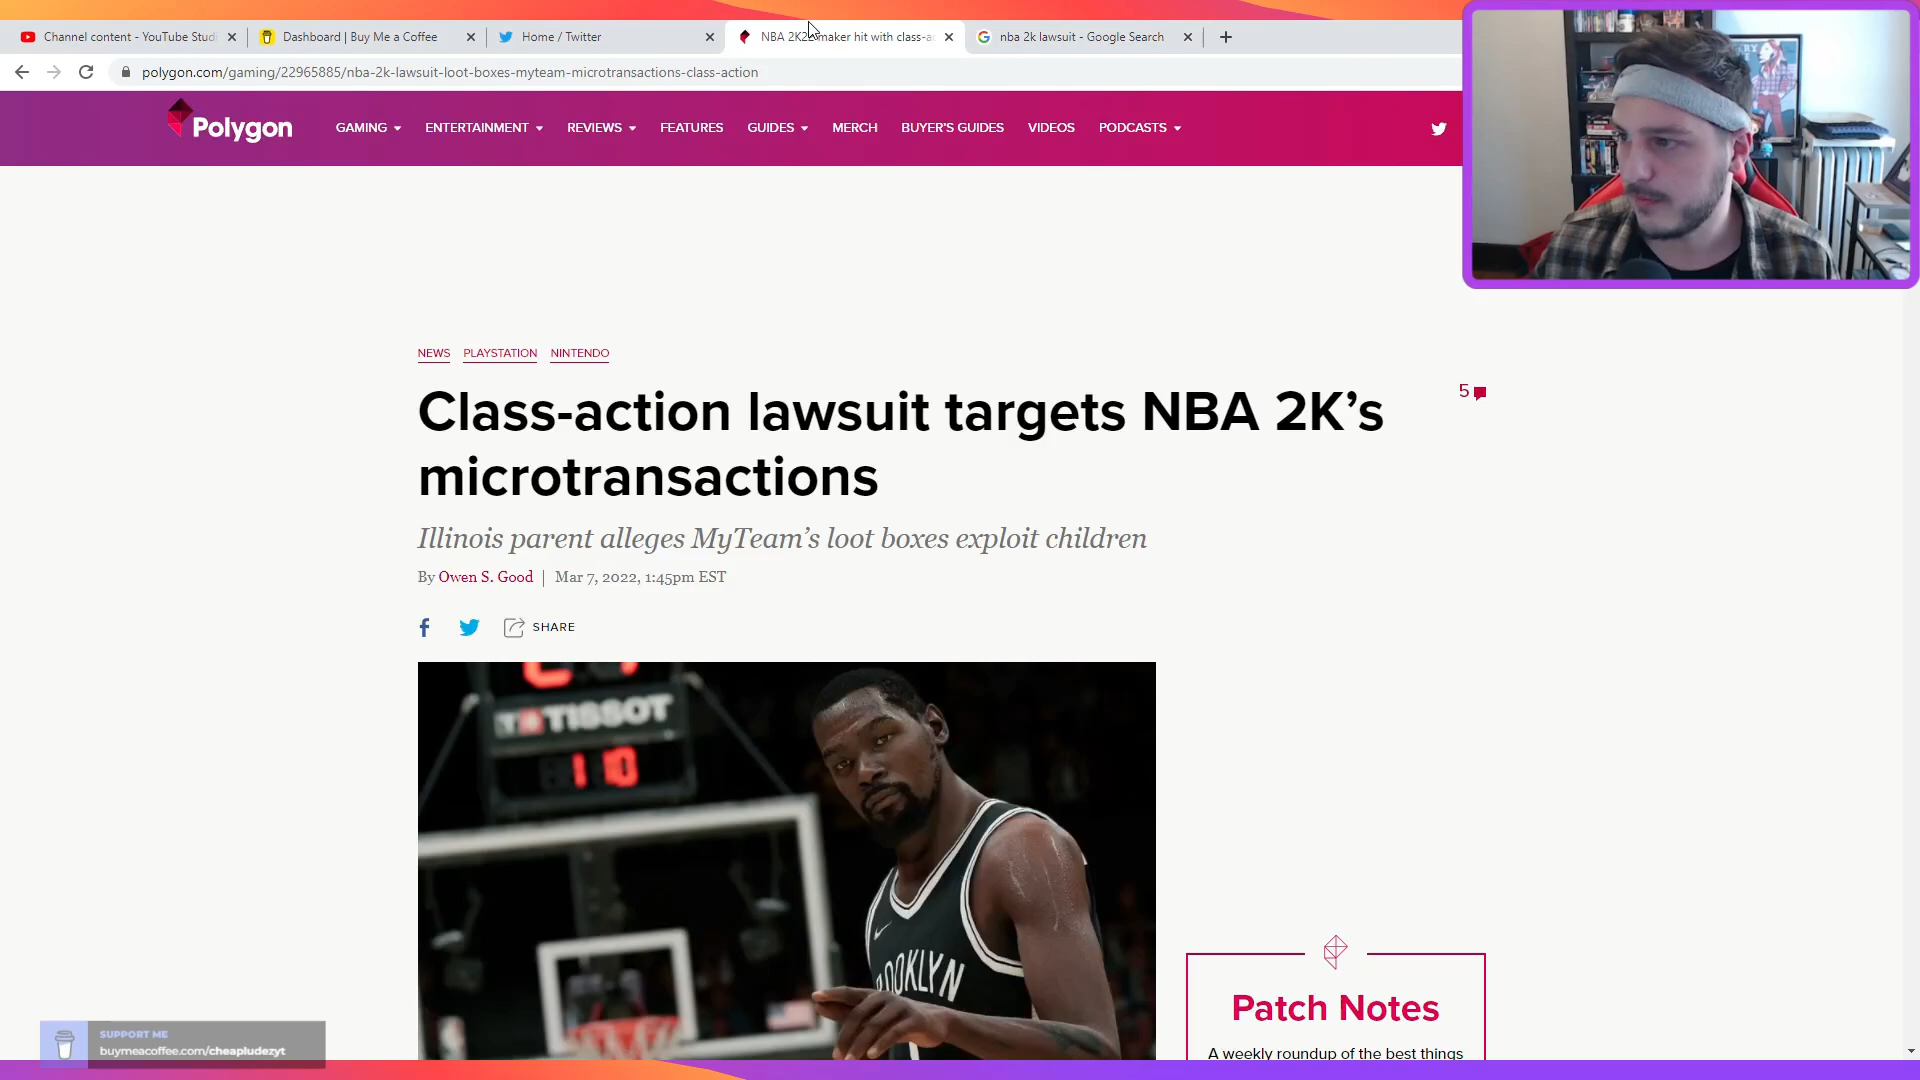 Channel content - YouTube Studi
Dashboard | Buy Me a Coffee
Home / Twitter
NBA 2K22 maker hit with class-ac
nba 2k lawsuit - Google Search
polygon.com/gaming/22965885/nba-2k-lawsuit-loot-boxes-myteam-microtransactions-class-action
Polygon
GAMING
ENTERTAINMENT
REVIEWS
FEATURES
GUIDES
MERCH
BUYER'S GUIDES
VIDEOS
PODCASTS
NEWS PLAYSTATION NINTENDO
Class-action lawsuit targets NBA 2K’s
microtransactions
5
Illinois parent alleges MyTeam’s loot boxes exploit children
By Owen S. Good | Mar 7, 2022, 1:45pm EST
SHARE
TISSOT
1 10
BROOKLYN
Patch Notes
A weekly roundup of the best things
SUPPORT ME
buymeacoffee.com/cheapludezyt